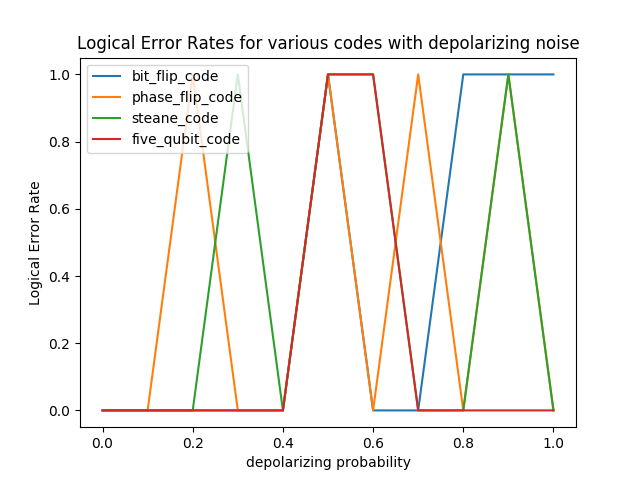 Logical Error Rates for various codes with depolarizing noise
bit_flip_code
phase_flip_code
steane_code
five_qubit_code
Logical Error Rate
1.0
0.8
0.6
0.4
0.2
0.0
0.0 0.2 0.4 0.6 0.8 1.0
depolarizing probability